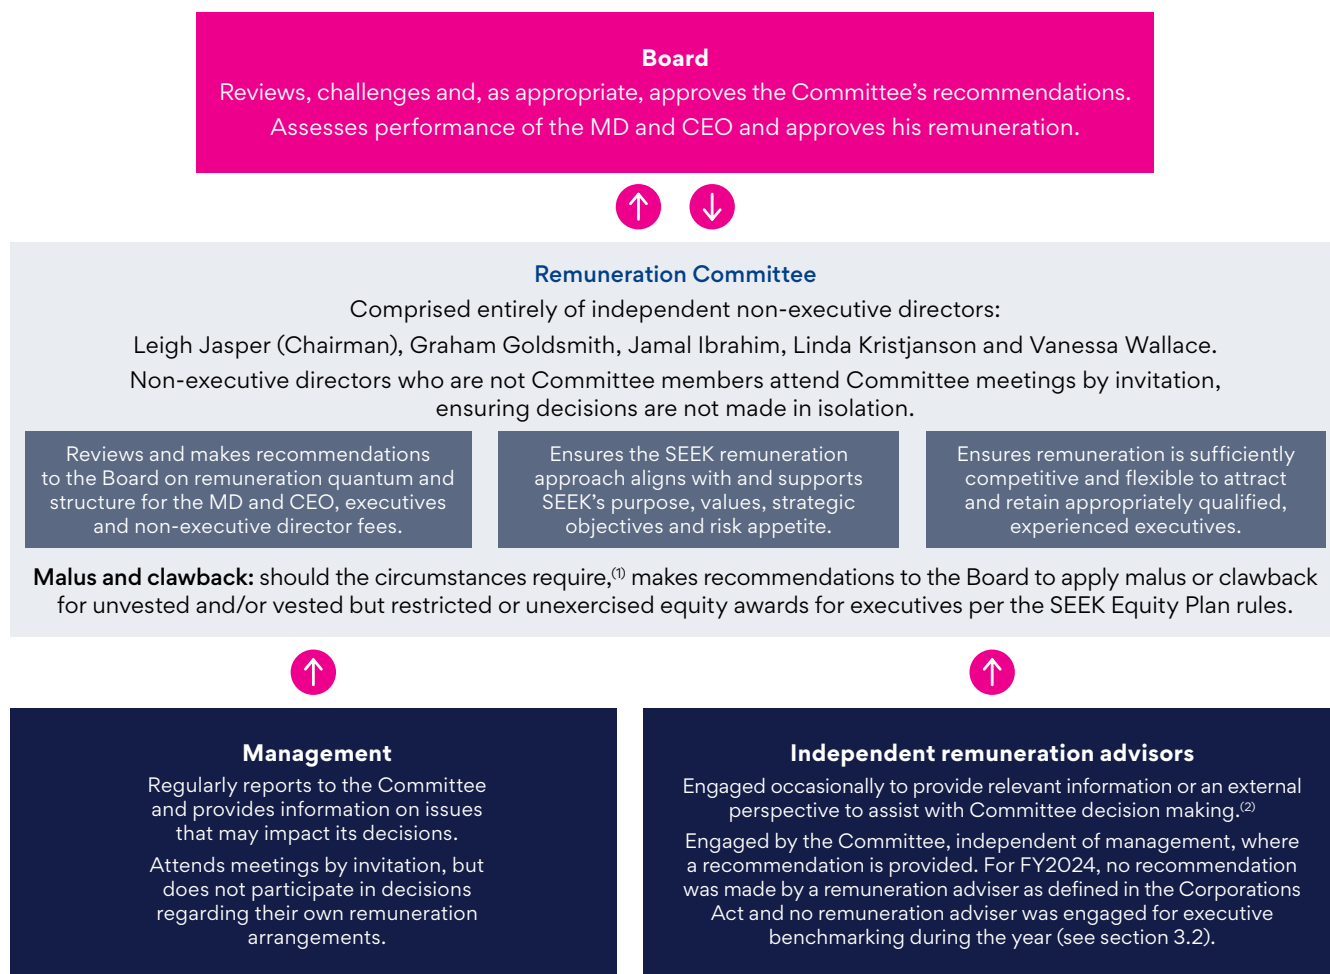 Board
Reviews, challenges and, as appropriate, approves the Committee’s recommendations.
Assesses performance of the MD and CEO and approves his remuneration.
Remuneration Committee
Comprised entirely of independent non-executive directors:
Leigh Jasper (Chairman), Graham Goldsmith, Jamal Ibrahim, Linda Kristjanson and Vanessa Wallace.
Non-executive directors who are not Committee members attend Committee meetings by invitation,
ensuring decisions are not made in isolation.
Reviews and makes recommendations
to the Board on remuneration quantum and
structure for the MD and CEO, executives
and non-executive director fees.
Ensures the SEEK remuneration
approach aligns with and supports
SEEK’s purpose, values, strategic
objectives and risk appetite.
Ensures remuneration is sufficiently
competitive and flexible to attract
and retain appropriately qualified,
experienced executives.
Malus and clawback: should the circumstances require,(1) makes recommendations to the Board to apply malus or clawback
for unvested and/or vested but restricted or unexercised equity awards for executives per the SEEK Equity Plan rules.
Management
Regularly reports to the Committee
and provides information on issues
that may impact its decisions.
Attends meetings by invitation, but
does not participate in decisions
regarding their own remuneration
arrangements.
Independent remuneration advisors
Engaged occasionally to provide relevant information or an external
perspective to assist with Committee decision making.(2)
Engaged by the Committee, independent of management, where
a recommendation is provided. For FY2024, no recommendation
was made by a remuneration adviser as defined in the Corporations
Act and no remuneration adviser was engaged for executive
benchmarking during the year (see section 3.2).